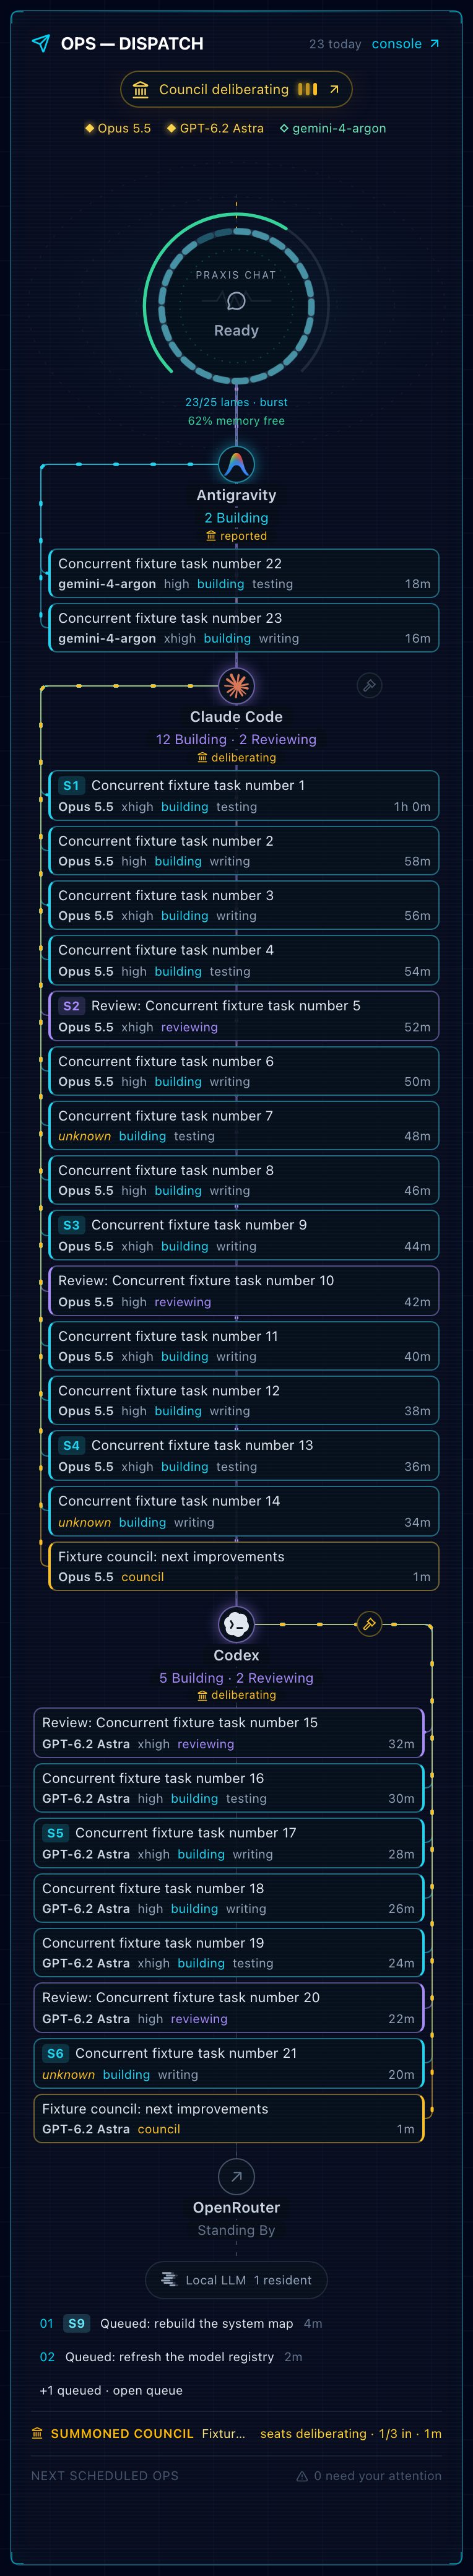 OPS — DISPATCH 23 today console
Council deliberating
Opus 5.5 GPT-6.2 Astra gemini-4-argon
PRAXIS CHAT
Ready
23/25 lanes · burst
62% memory free
Antigravity
2 Building
reported
Concurrent fixture task number 22
gemini-4-argon high building testing 18m
Concurrent fixture task number 23
gemini-4-argon xhigh building writing 16m
Claude Code
12 Building · 2 Reviewing
deliberating
S1 Concurrent fixture task number 1
Opus 5.5 xhigh building testing 1h 0m
Concurrent fixture task number 2
Opus 5.5 high building writing 58m
Concurrent fixture task number 3
Opus 5.5 xhigh building writing 56m
Concurrent fixture task number 4
Opus 5.5 high building testing 54m
S2 Review: Concurrent fixture task number 5
Opus 5.5 xhigh reviewing 52m
Concurrent fixture task number 6
Opus 5.5 high building writing 50m
Concurrent fixture task number 7
unknown building testing 48m
Concurrent fixture task number 8
Opus 5.5 high building writing 46m
S3 Concurrent fixture task number 9
Opus 5.5 xhigh building writing 44m
Review: Concurrent fixture task number 10
Opus 5.5 high reviewing 42m
Concurrent fixture task number 11
Opus 5.5 xhigh building writing 40m
Concurrent fixture task number 12
Opus 5.5 high building writing 38m
S4 Concurrent fixture task number 13
Opus 5.5 xhigh building testing 36m
Concurrent fixture task number 14
unknown building writing 34m
Fixture council: next improvements
Opus 5.5 council 1m
Codex
5 Building · 2 Reviewing
deliberating
Review: Concurrent fixture task number 15
GPT-6.2 Astra xhigh reviewing 32m
Concurrent fixture task number 16
GPT-6.2 Astra high building testing 30m
S5 Concurrent fixture task number 17
GPT-6.2 Astra xhigh building writing 28m
Concurrent fixture task number 18
GPT-6.2 Astra high building writing 26m
Concurrent fixture task number 19
GPT-6.2 Astra xhigh building testing 24m
Review: Concurrent fixture task number 20
GPT-6.2 Astra high reviewing 22m
S6 Concurrent fixture task number 21
unknown building writing 20m
Fixture council: next improvements
GPT-6.2 Astra council 1m
OpenRouter
Standing By
Local LLM 1 resident
01 S9 Queued: rebuild the system map 4m
02 Queued: refresh the model registry 2m
+1 queued · open queue
SUMMONED COUNCIL Fixtur... seats deliberating · 1/3 in · 1m
NEXT SCHEDULED OPS 0 need your attention